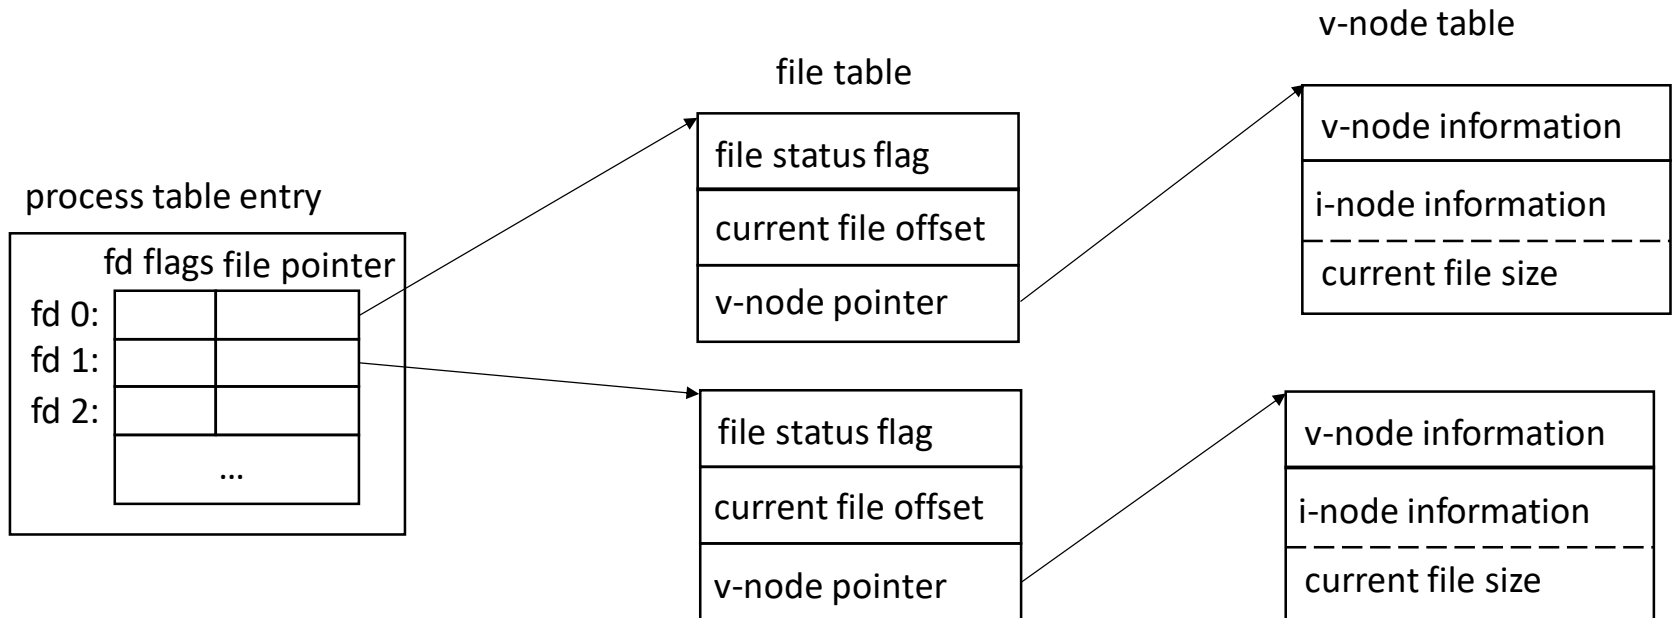 process table entry
fd flags file pointer
fd 0:
fd 1:
fd 2:
...
file table
file status flag
current file offset
v-node pointer
file status flag
current file offset
v-node pointer
v-node table
v-node information
i-node information
current file size
v-node information
i-node information
current file size